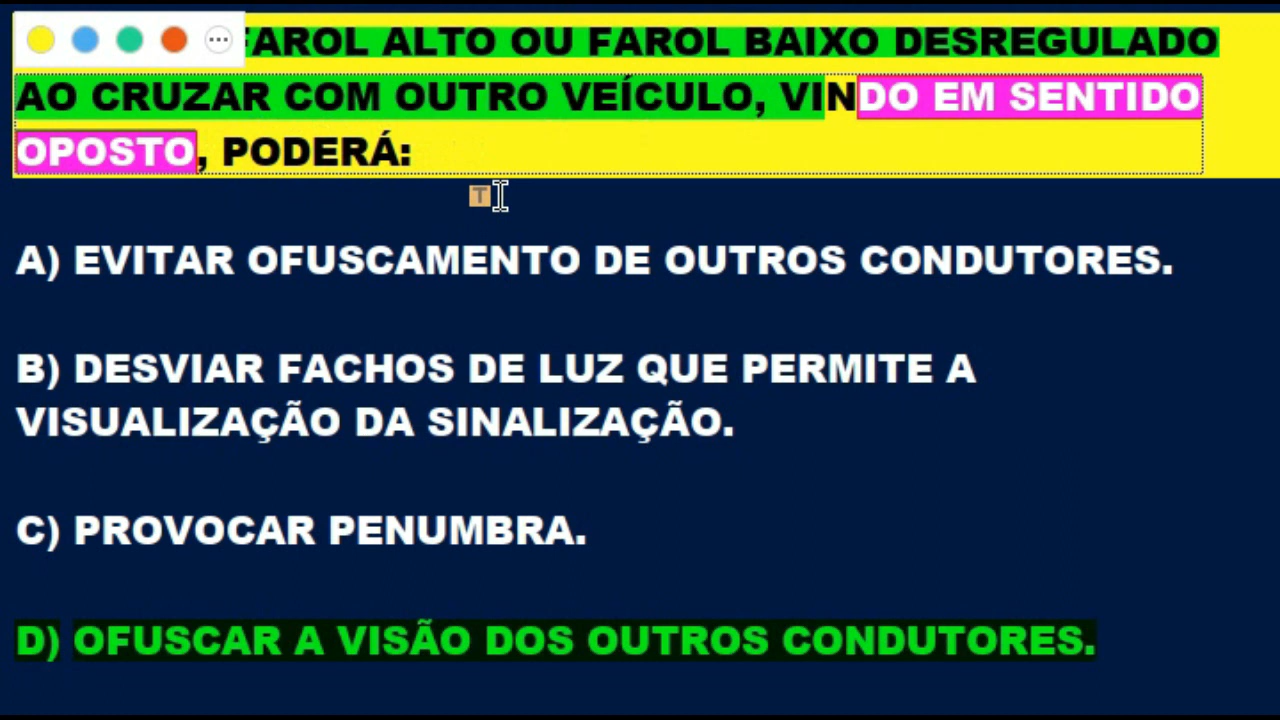 FAROL ALTO OU FAROL BAIXO DESREGULADO
AO CRUZAR COM OUTRO VEÍCULO, VINDO EM SENTIDO
OPOSTO, PODERÁ:
T
A) EVITAR OFUSCAMENTO DE OUTROS CONDUTORES.
B) DESVIAR FACHOS DE LUZ QUE PERMITE A
VISUALIZAÇÃO DA SINALIZAÇÃO.
C) PROVOCAR PENUMBRA.
D) OFUSCAR A VISÃO DOS OUTROS CONDUTORES.